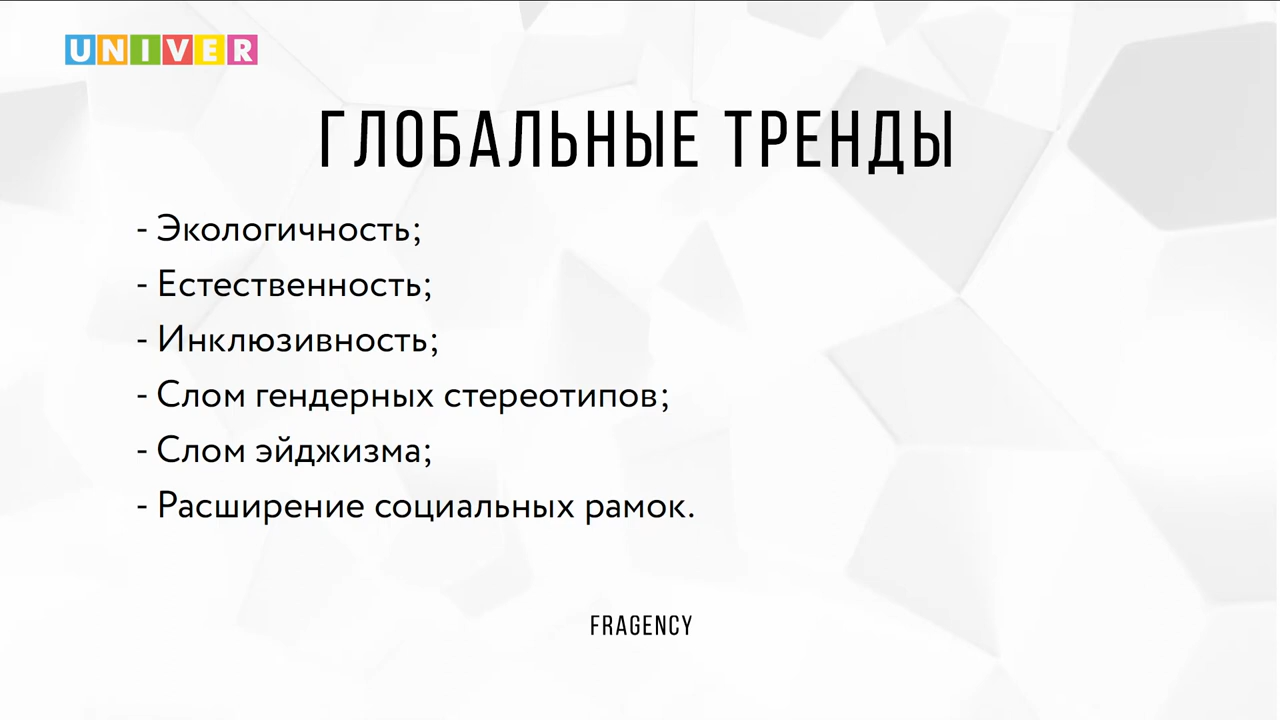 UNIVER
ГЛОБАЛЬНЫЕ ТРЕНДЫ
- Экологичность;
- Естественность;
- Инклюзивность;
- Слом гендерных стереотипов;
- Слом эйджизма;
- Расширение социальных рамок.
FRAGENCY